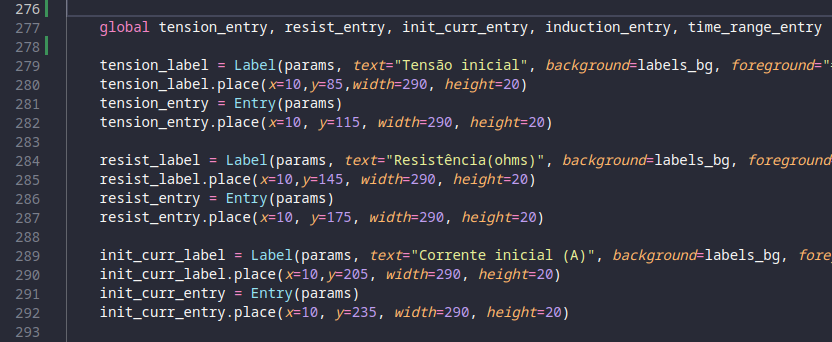 276
277 global tension_entry, resist_entry, init_curr_entry, induction_entry, time_range_entry
278
279 tension_label = Label(params, text="Tensão inicial", background=labels_bg, foreground="
280 tension_label.place(x=10,y=85,width=290, height=20)
281 tension_entry = Entry(params)
282 tension_entry.place(x=10, y=115, width=290, height=20)
283
284 resist_label = Label(params, text="Resistência(ohms)", background=labels_bg, foreground
285 resist_label.place(x=10,y=145, width=290, height=20)
286 resist_entry = Entry(params)
287 resist_entry.place(x=10, y=175, width=290, height=20)
288
289 init_curr_label = Label(params, text="Corrente inicial (A)", background=labels_bg, fore
290 init_curr_label.place(x=10,y=205, width=290, height=20)
291 init_curr_entry = Entry(params)
292 init_curr_entry.place(x=10, y=235, width=290, height=20)
293